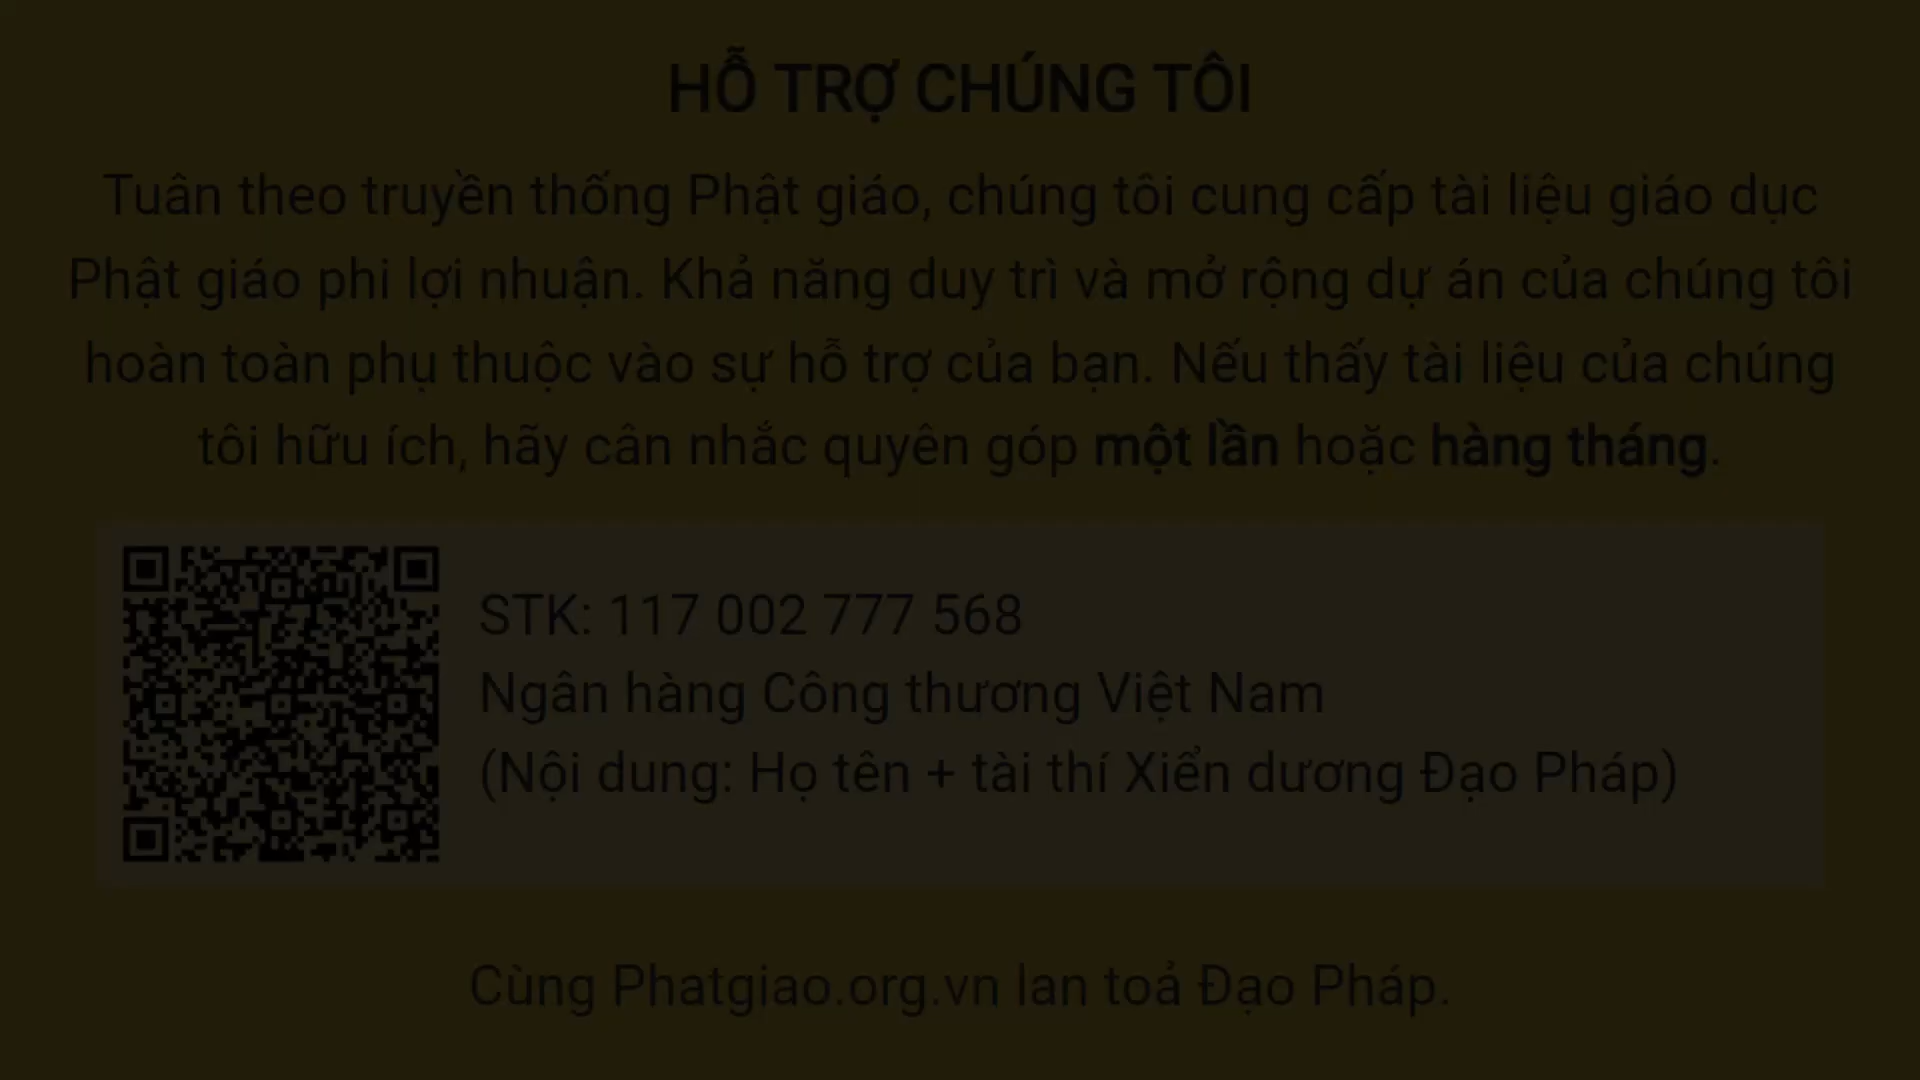 HỖ TRỢ CHÚNG TÔI
Tuân theo truyền thống Phật giáo, chúng tôi cung cấp tài liệu giáo dục
Phật giáo phi lợi nhuận. Khả năng duy trì và mở rộng dự án của chúng tôi
hoàn toàn phụ thuộc vào sự hỗ trợ của bạn. Nếu thấy tài liệu của chúng
tôi hữu ích, hãy cân nhắc quyên góp một lần hoặc hàng tháng.
STK: 117 002 777 568
Ngân hàng Công thương Việt Nam
(Nội dung: Họ tên + tài thí Xiển dương Đạo Pháp)
Cùng Phatgiao.org.vn lan toả Đạo Pháp.